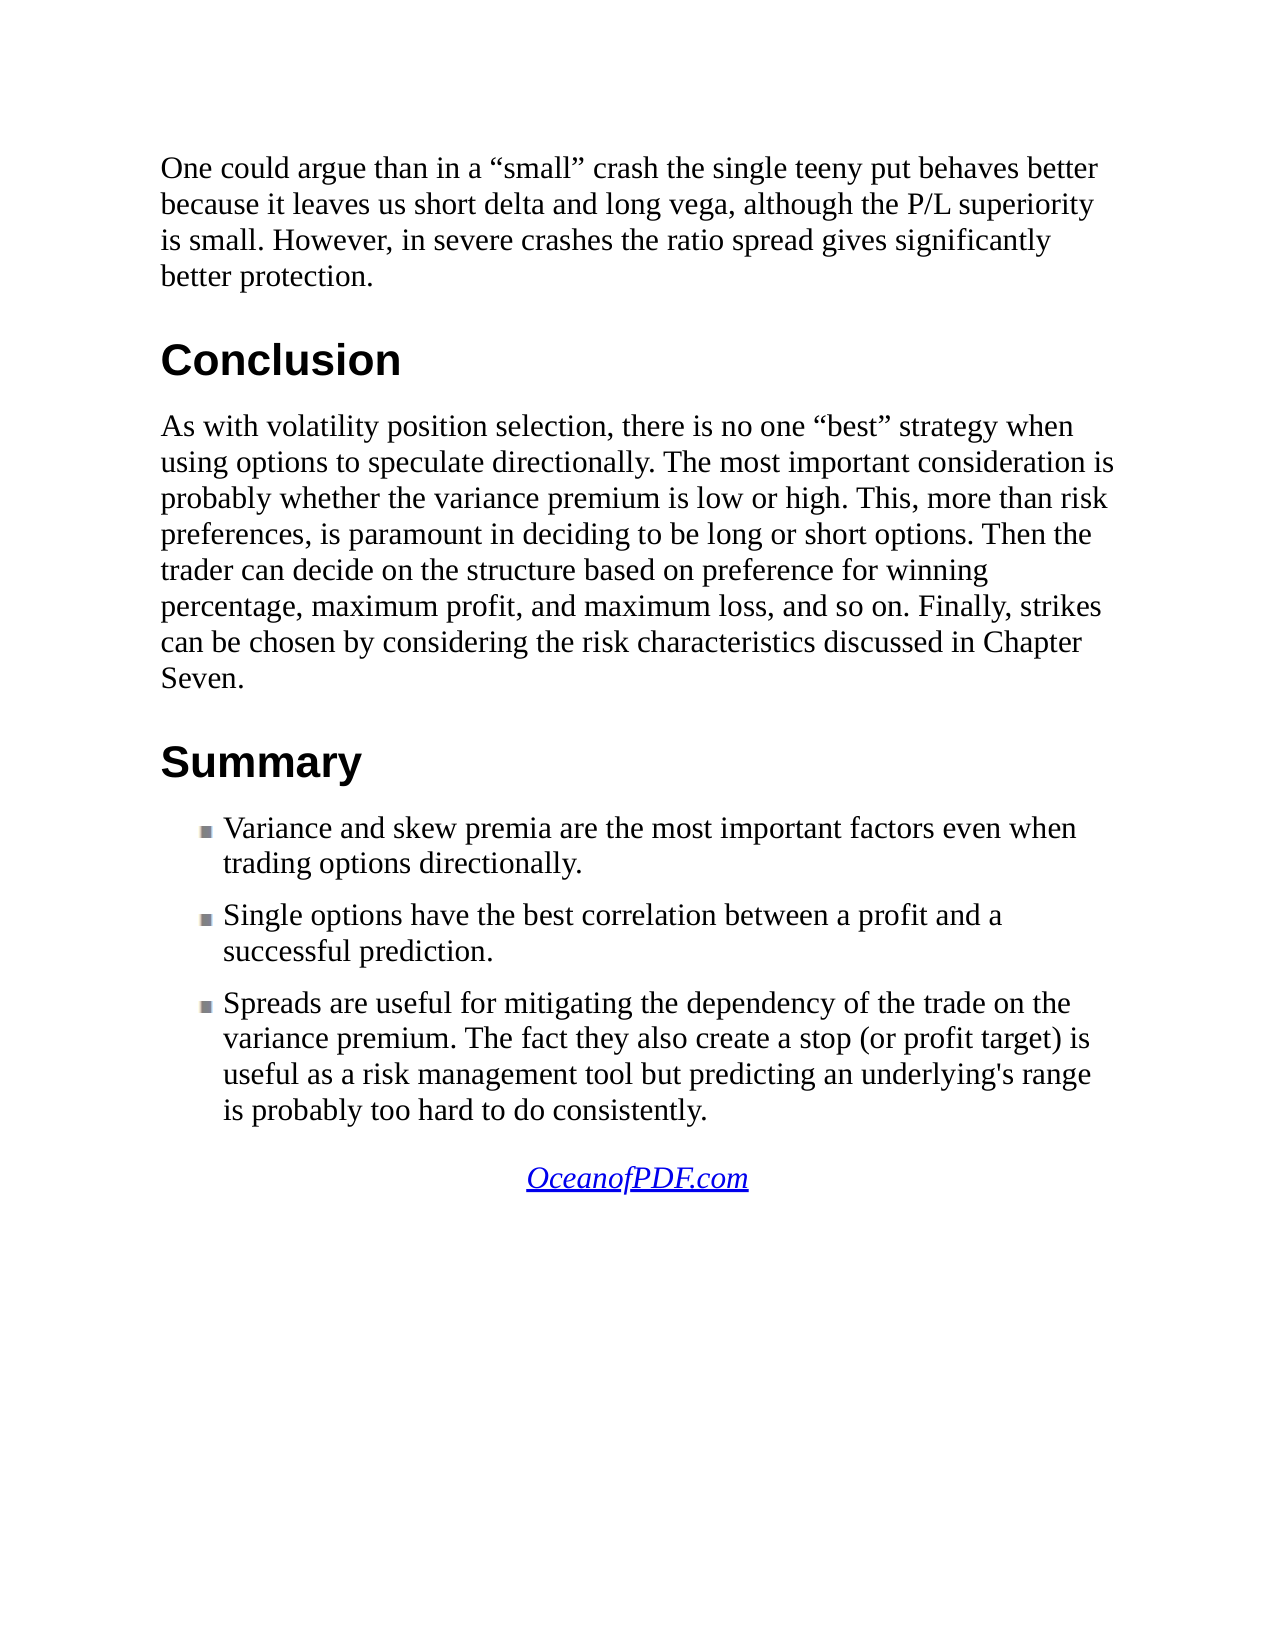 One could argue than in a “small” crash the single teeny put behaves better
because it leaves us short delta and long vega, although the P/L superiority
is small. However, in severe crashes the ratio spread gives significantly
better protection.
Conclusion
As with volatility position selection, there is no one “best” strategy when
using options to speculate directionally. The most important consideration is
probably whether the variance premium is low or high. This, more than risk
preferences, is paramount in deciding to be long or short options. Then the
trader can decide on the structure based on preference for winning
percentage, maximum profit, and maximum loss, and so on. Finally, strikes
can be chosen by considering the risk characteristics discussed in Chapter
Seven.
Summary
▪ Variance and skew premia are the most important factors even when
trading options directionally.
▪ Single options have the best correlation between a profit and a
successful prediction.
▪ Spreads are useful for mitigating the dependency of the trade on the
variance premium. The fact they also create a stop (or profit target) is
useful as a risk management tool but predicting an underlying's range
is probably too hard to do consistently.
OceanofPDF.com